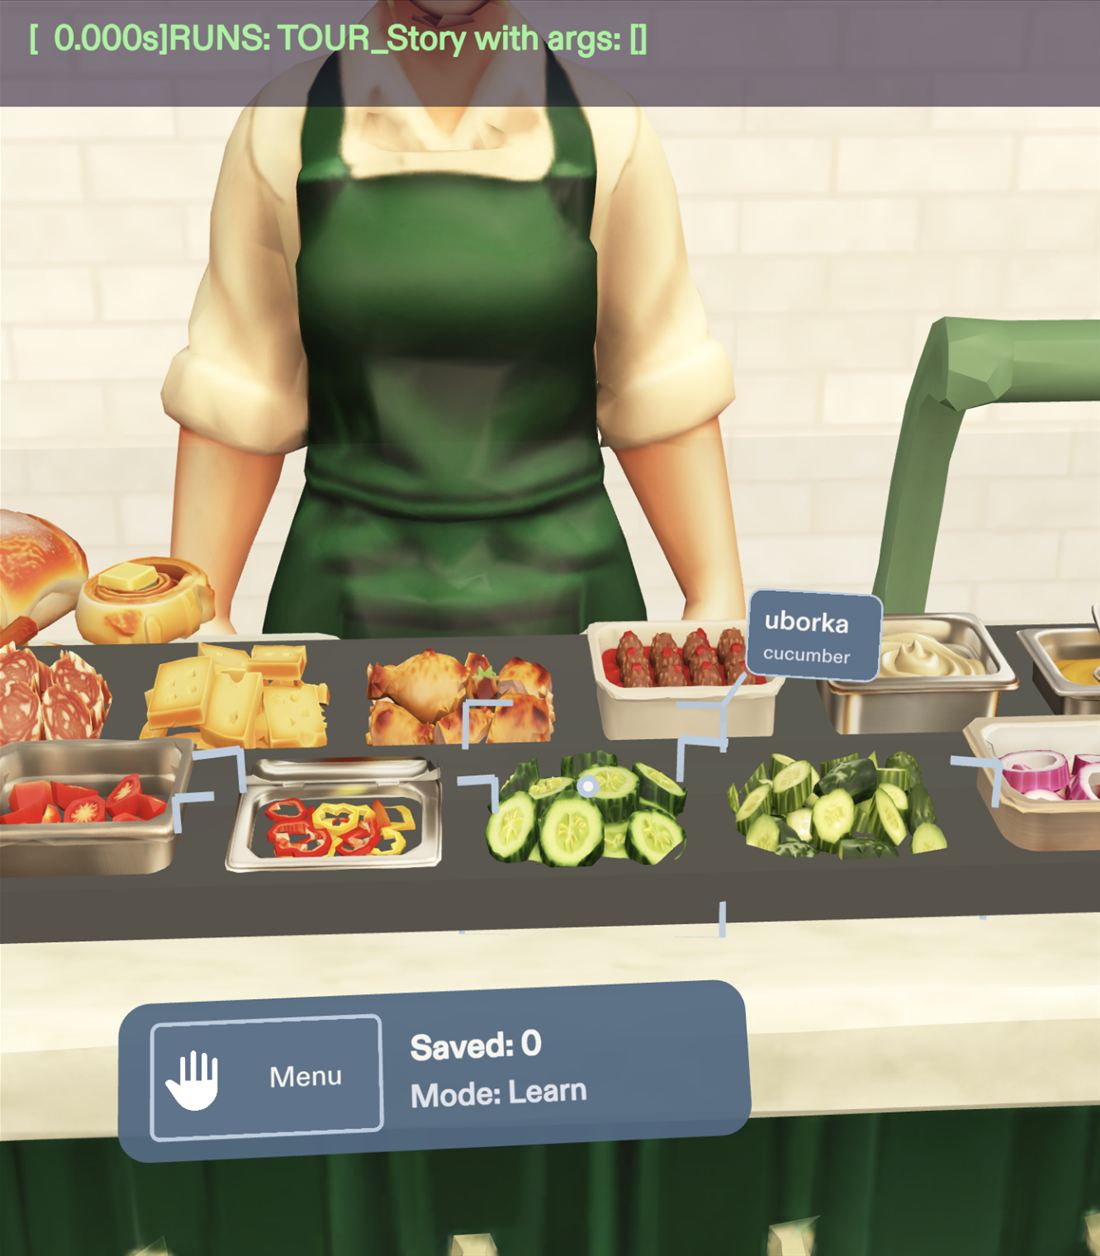 [  0.000s]RUNS: TOUR_Story with args: []
uborka
cucumber
Menu
Saved: 0
Mode: Learn